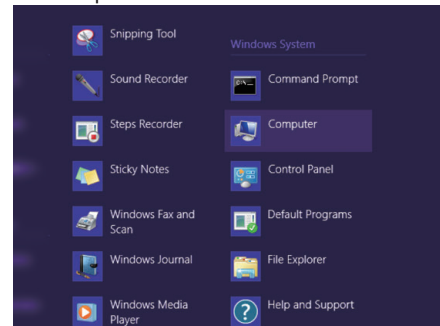 Snipping Tool
Sound Recorder
Steps Recorder
Sticky Notes
Windows Fax and
Scan
Windows Journal
Windows Media
Player
Windows System
Command Prompt
Computer
Control Panel
Default Programs
File Explorer
Help and Support